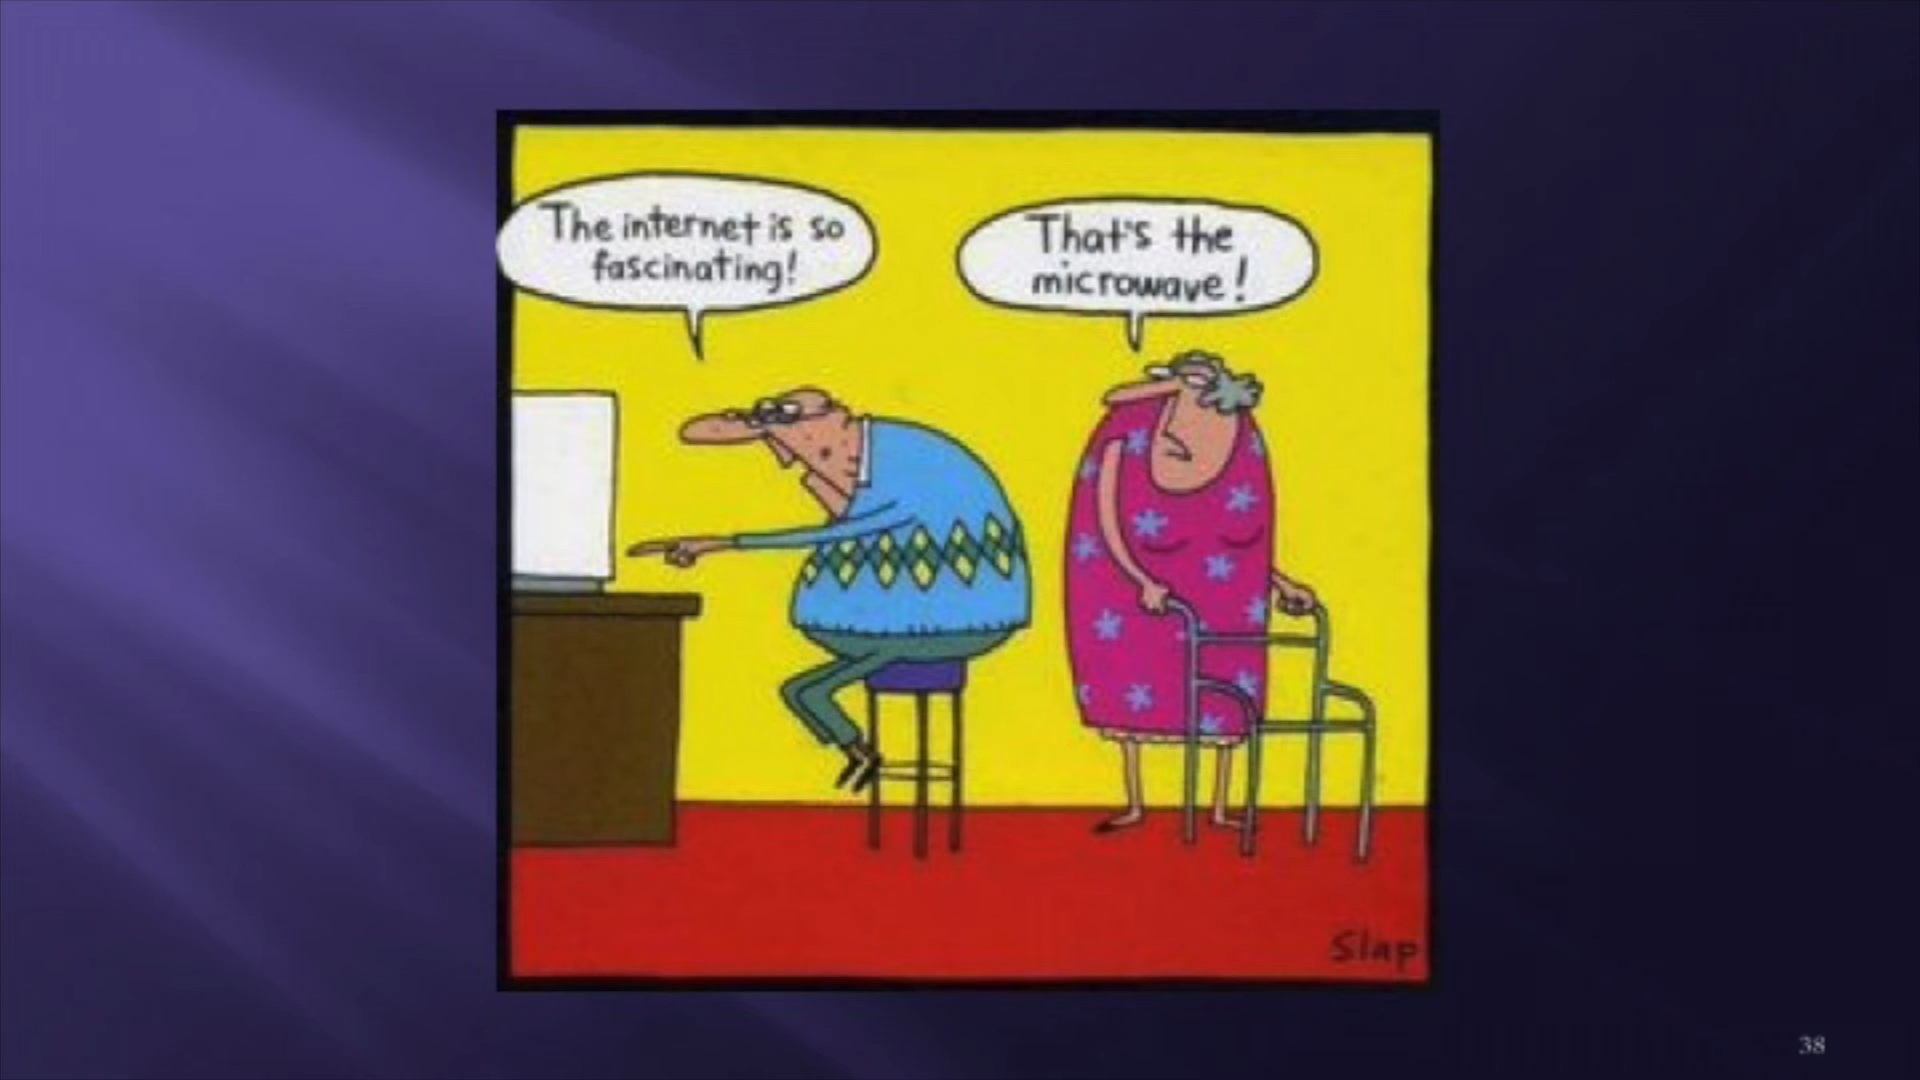 The internet is so
fascinating!
That's the
microwave!
Slap
38